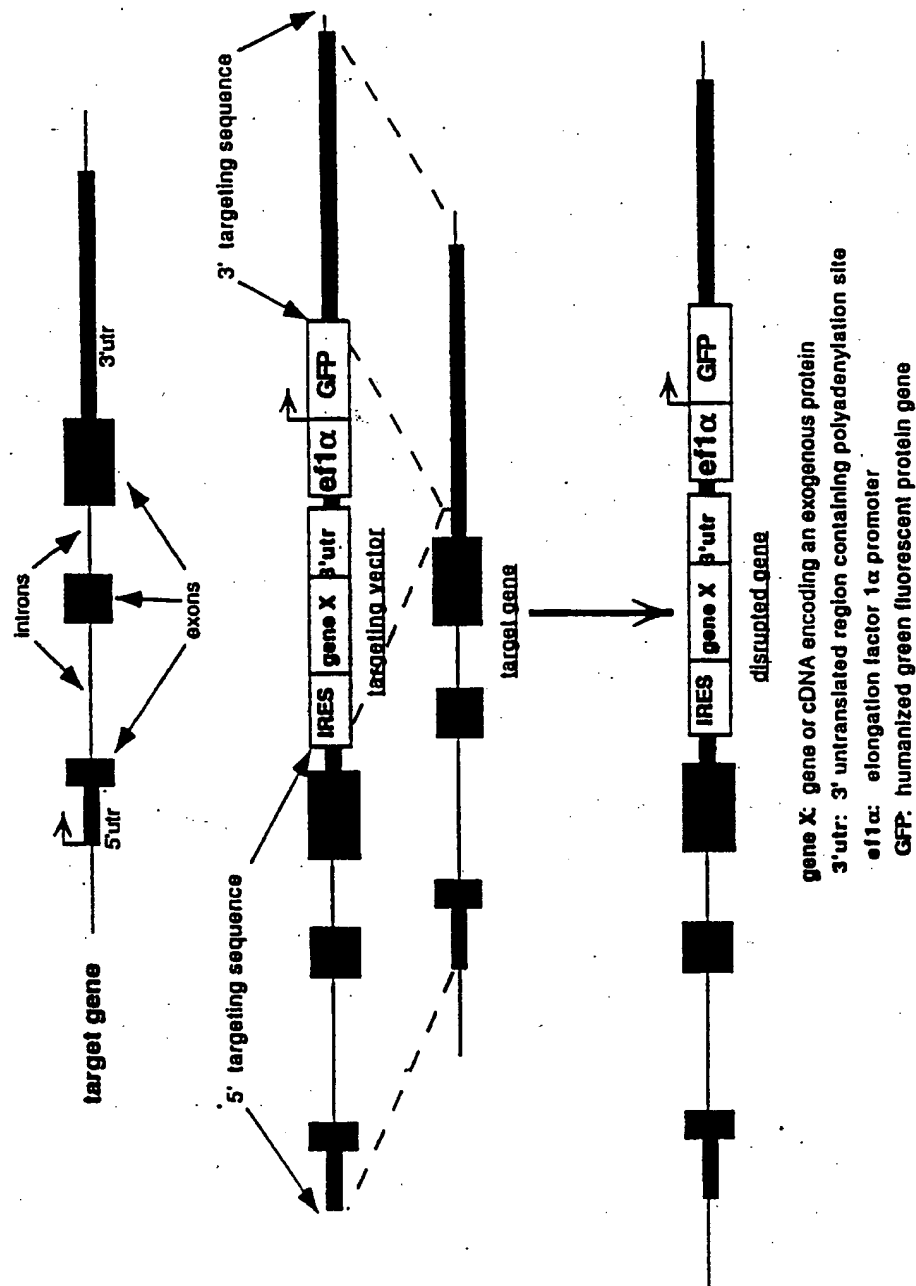 target gene
introns
exons
5'utr
3'utr
5' targeting sequence
3' targeting sequence
IRES
gene X
3'utr
ef1α
GFP
targeting vector
target gene
IRES
gene X
3'utr
ef1α
GFP
disrupted gene
gene X: gene or cDNA encoding an exogenous protein
3'utr: 3' untranslated region containing polyadenylation site
ef1α: elongation factor 1α promoter
GFP: humanized green fluorescent protein gene